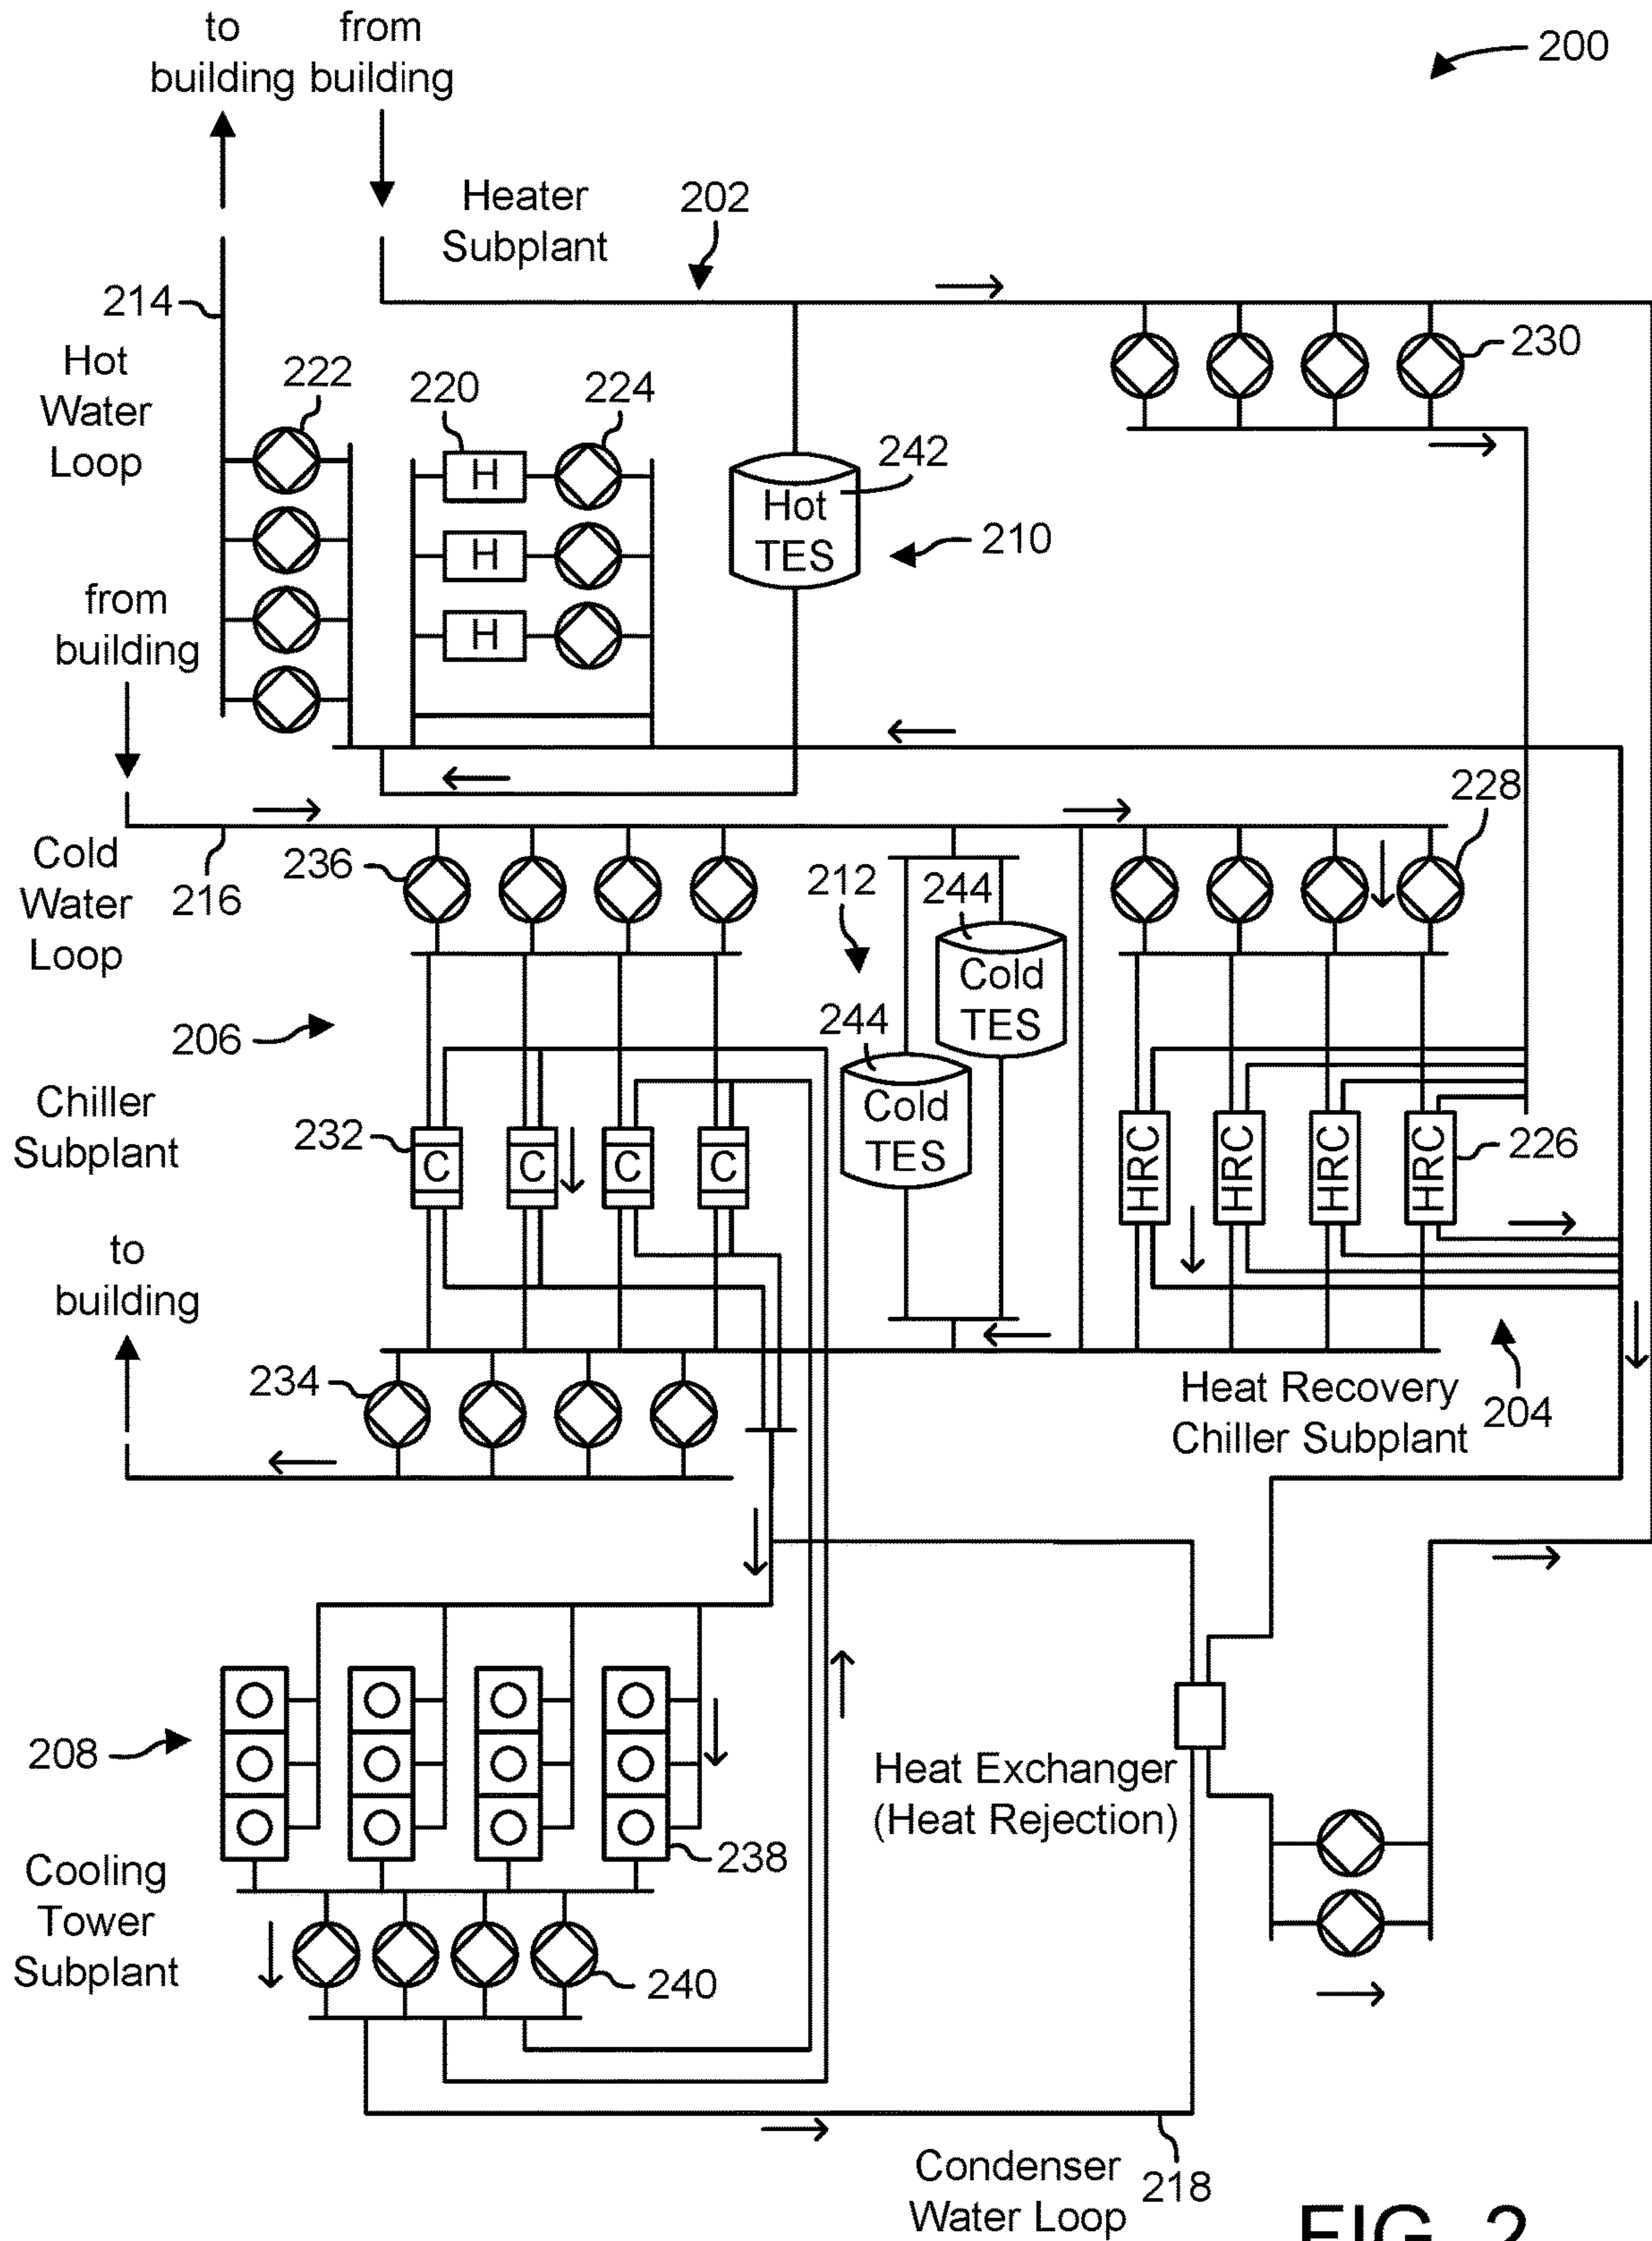 to
building
from
building
200
Heater
Subplant
202
214
Hot
Water
Loop
222
220
224
230
H
H
H
242
Hot
TES
210
from
building
228
Cold
Water
Loop
216
236
212
244
Cold
TES
244
Cold
TES
206
Chiller
Subplant
232
C
C
C
C
HRC
HRC
HRC
HRC
226
to
building
234
Heat Recovery
Chiller Subplant
204
208
Heat Exchanger
(Heat Rejection)
238
Cooling
Tower
Subplant
240
Condenser
Water Loop
218
FIG. 2